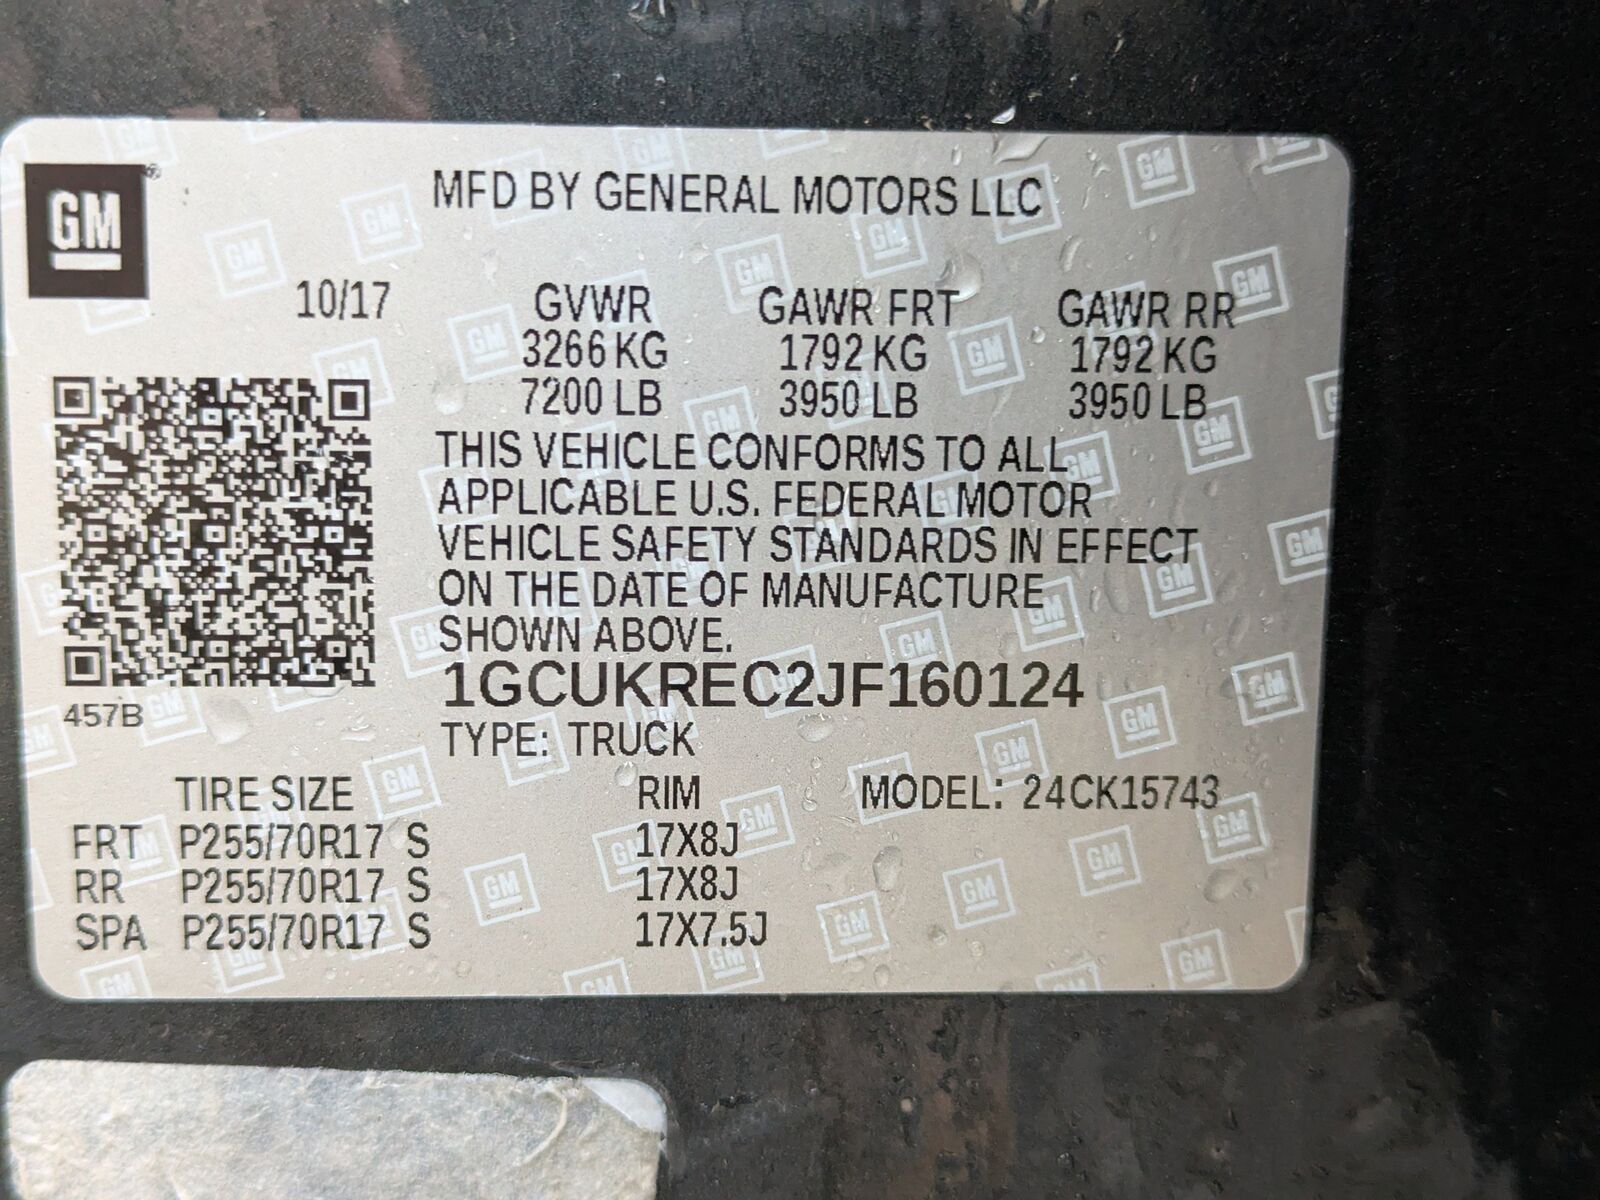 GM
MFD BY GENERAL MOTORS LLC
10/17 GVWR GAWR FRT GAWR RR
3266 KG 1792 KG 1792 KG
7200 LB 3950 LB 3950 LB
THIS VEHICLE CONFORMS TO ALL
APPLICABLE U.S. FEDERAL MOTOR
VEHICLE SAFETY STANDARDS IN EFFECT
ON THE DATE OF MANUFACTURE
SHOWN ABOVE.
1GCUKREC2JF160124
457B
TYPE: TRUCK
TIRE SIZE RIM MODEL: 24CK15743
FRT P255/70R17 S 17X8J
RR P255/70R17 S 17X8J
SPA P255/70R17 S 17X7.5J